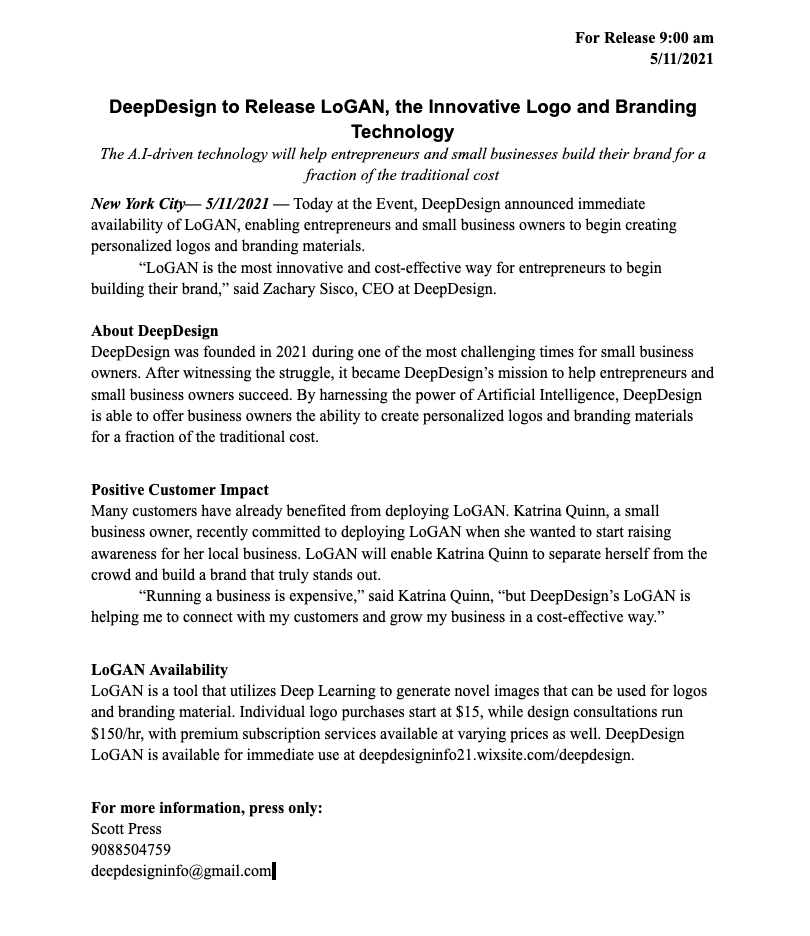 For Release 9:00 am
5/11/2021
DeepDesign to Release LoGAN, the Innovative Logo and Branding
Technology
The A.I-driven technology will help entrepreneurs and small businesses build their brand for a
fraction of the traditional cost
New York City— 5/11/2021 — Today at the Event, DeepDesign announced immediate
availability of LoGAN, enabling entrepreneurs and small business owners to begin creating
personalized logos and branding materials.
“LoGAN is the most innovative and cost-effective way for entrepreneurs to begin
building their brand,” said Zachary Sisco, CEO at DeepDesign.
About DeepDesign
DeepDesign was founded in 2021 during one of the most challenging times for small business
owners. After witnessing the struggle, it became DeepDesign’s mission to help entrepreneurs and
small business owners succeed. By harnessing the power of Artificial Intelligence, DeepDesign
is able to offer business owners the ability to create personalized logos and branding materials
for a fraction of the traditional cost.
Positive Customer Impact
Many customers have already benefited from deploying LoGAN. Katrina Quinn, a small
business owner, recently committed to deploying LoGAN when she wanted to start raising
awareness for her local business. LoGAN will enable Katrina Quinn to separate herself from the
crowd and build a brand that truly stands out.
“Running a business is expensive,” said Katrina Quinn, “but DeepDesign’s LoGAN is
helping me to connect with my customers and grow my business in a cost-effective way.”
LoGAN Availability
LoGAN is a tool that utilizes Deep Learning to generate novel images that can be used for logos
and branding material. Individual logo purchases start at $15, while design consultations run
$150/hr, with premium subscription services available at varying prices as well. DeepDesign
LoGAN is available for immediate use at deepdesigninfo21.wixsite.com/deepdesign.
For more information, press only:
Scott Press
9088504759
deepdesigninfo@gmail.com